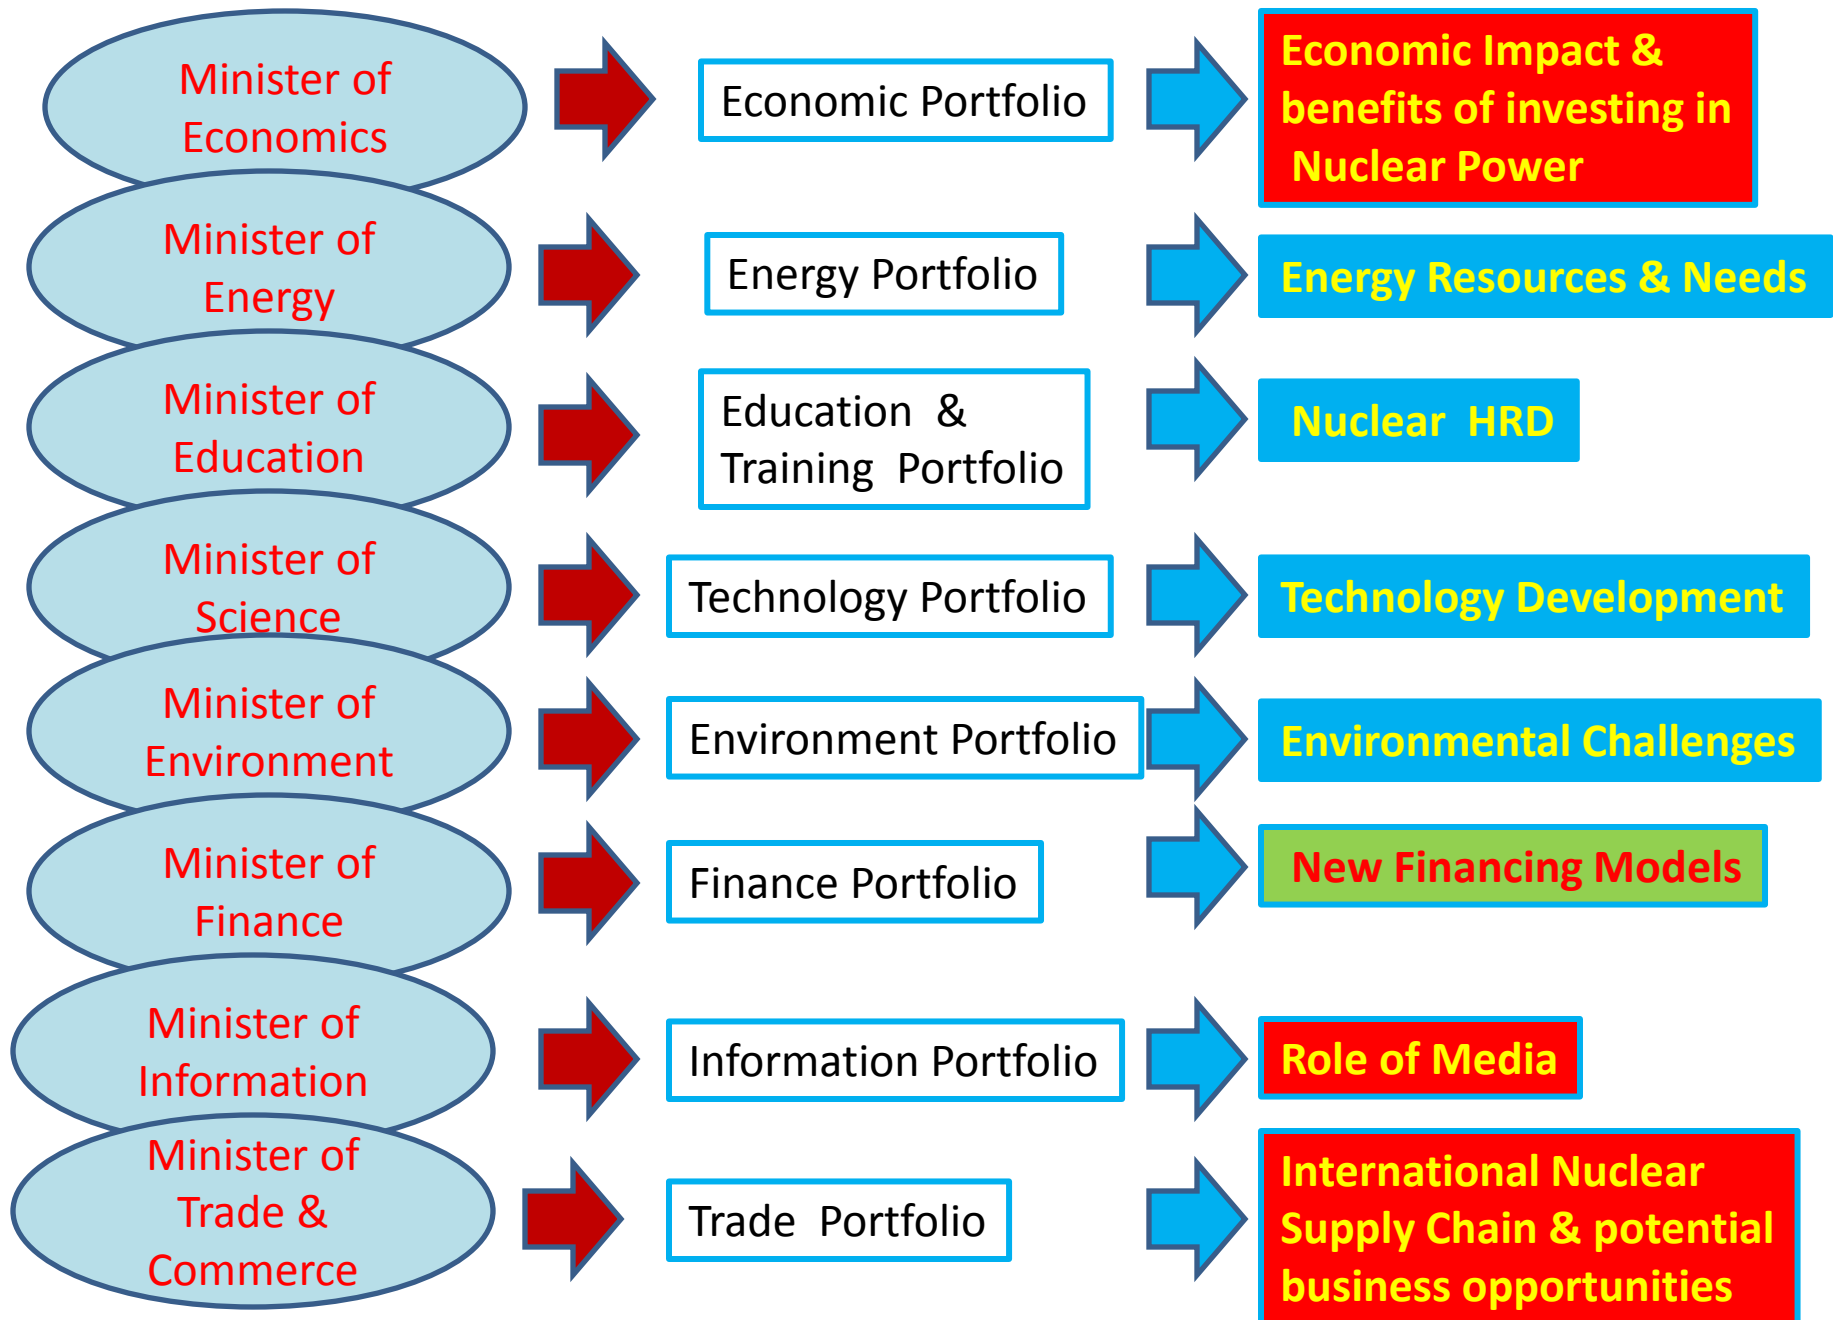 Minister of
Economics
Economic Portfolio
Economic Impact &
benefits of investing in
Nuclear Power
Minister of
Energy
Energy Portfolio
Energy Resources & Needs
Minister of
Education
Education &
Training Portfolio
Nuclear HRD
Minister of
Science
Technology Portfolio
Technology Development
Minister of
Environment
Environment Portfolio
Environmental Challenges
Minister of
Finance
Finance Portfolio
New Financing Models
Minister of
Information
Information Portfolio
Role of Media
Minister of
Trade &
Commerce
Trade Portfolio
International Nuclear
Supply Chain & potential
business opportunities